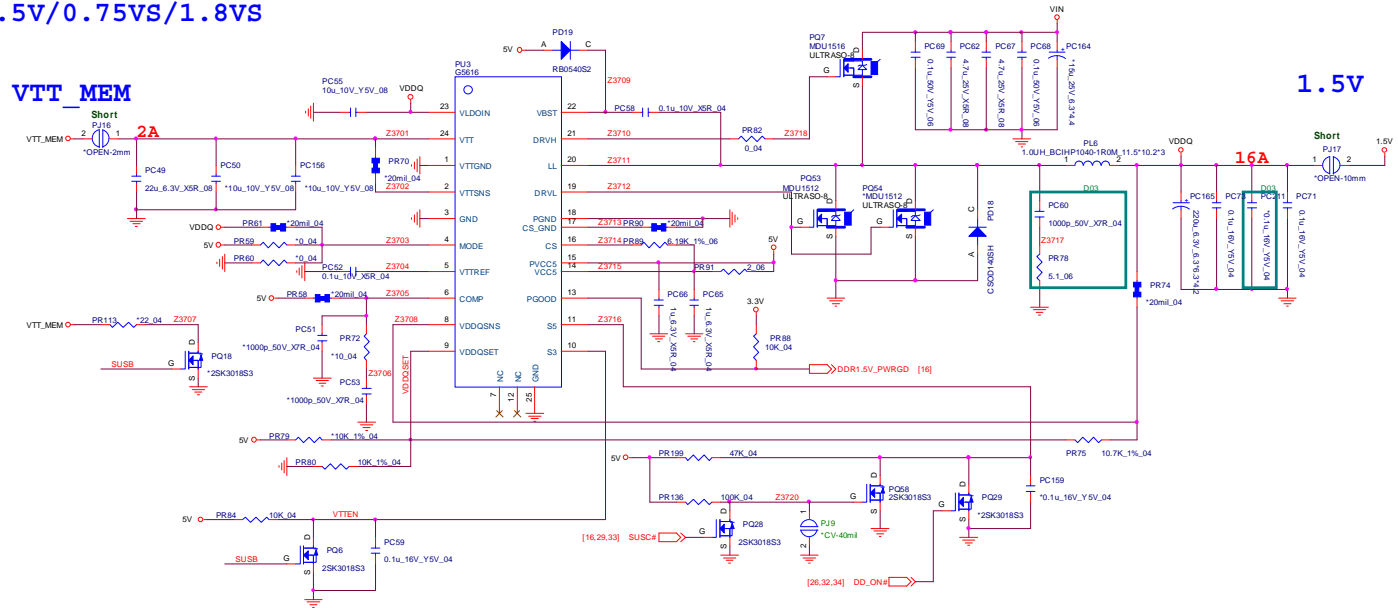 .5V/0.75VS/1.8VS
VTT_MEM
1.5V
PD19
5V
A
C
RB0540S2
PU3
G5616
Z3709
PC55
10u_10V_Y5V_08
VDDQ
PC58
0.1u_10V_X5R_04
23
VLDOIN
24
VTT
1
VTTGND
2
VTTSNS
3
GND
4
MODE
5
VTTREF
6
COMP
8
VDDQSNS
9
VDDQSET
VBST
22
DRVH
21
LL
20
DRVL
19
PGND
18
CS_GND
17
CS
16
PVCC5
15
VCC5
14
PGOOD
13
S5
11
S3
10
NC
7
NC
12
GND
25
Short
PJ16
VTT_MEM
2
1
*OPEN-2mm
2A
Z3701
PC49
22u_6.3V_X5R_08
PC50
*10u_10V_Y5V_08
PC156
*10u_10V_Y5V_08
PR70
*20mil_04
Z3702
VDDQ
PR61
*20mil_04
5V
PR59
*0_04
Z3703
PR60
*0_04
PC52
0.1u_10V_X5R_04
Z3704
5V
PR58
*20mil_04
Z3705
VTT_MEM
PR113
*22_04
Z3707
Z3708
PC51
*1000p_50V_X7R_04
PR72
*10_04
Z3706
PC53
*1000p_50V_X7R_04
SUSB
G
D
S
PQ18
*2SK3018S3
VDDQSET
5V
PR79
*10K_1%_04
PR80
10K_1%_04
5V
PR84
10K_04
VTTEN
SUSB
G
D
S
PQ6
2SK3018S3
PC59
0.1u_16V_Y5V_04
Z3710
PR82
0_04
Z3718
PQ7
MDU1516
ULTRASO-8
G
D
S
Z3711
Z3712
PQ53
MDU1512
ULTRASO-8
G
D
S
PQ54
*MDU1512
ULTRASO-8
G
D
S
PD18
C
A
CSOD140SH
Z3713
PR90
*20mil_04
Z3714
PR89
6.19K_1%_06
5V
Z3715
PR91
2_06
PC66
1u_6.3V_X5R_04
PC65
1u_6.3V_X5R_04
Z3716
3.3V
PR88
10K_04
DDR1.5V_PWRGD
[16]
VIN
PC69
0.1u_50V_Y5V_06
PC62
4.7u_25V_X5R_08
PC67
4.7u_25V_X5R_08
PC68
0.1u_50V_Y5V_06
PC164
*15u_25V_6.3*4.4
PL6
1.0UH_BCIHP1040-1R0M_11.5*10.2*3
1
2
D03
PC60
1000p_50V_X7R_04
Z3717
PR78
5.1_06
PR74
*20mil_04
VDDQ
16A
Short
PJ17
1
2
*OPEN-10mm
1.5V
PC165
220u_6.3V_6.3*6.3*4.2
0.1u_16V_Y5V_04
D03
PC211
*0.1u_16V_Y5V_04
PC71
0.1u_16V_Y5V_04
PR75
10.7K_1%_04
5V
PR199
47K_04
PR136
100K_04
Z3720
[16,29,33]
SUSC#
G
D
S
PQ28
2SK3018S3
1
PJ9
*CV-40mil
2
G
D
S
PQ58
2SK3018S3
G
D
S
PQ29
*2SK3018S3
PC159
*0.1u_16V_Y5V_04
[26,32,34]
DD_ON#